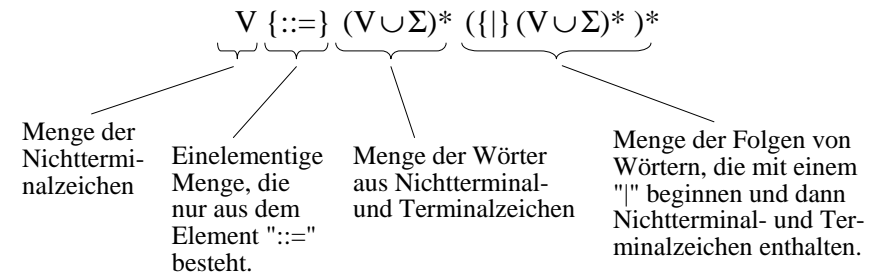 V {::=} (V∪Σ)* ({|}(V∪Σ)* )*
Menge der
Nichttermi-
nalzeichen
Einelementige
Menge, die
nur aus dem
Element "::="
besteht.
Menge der Wörter
aus Nichtterminal-
und Terminalzeichen
Menge der Folgen von
Wörtern, die mit einem
"|" beginnen und dann
Nichtterminal- und Ter-
minalzeichen enthalten.